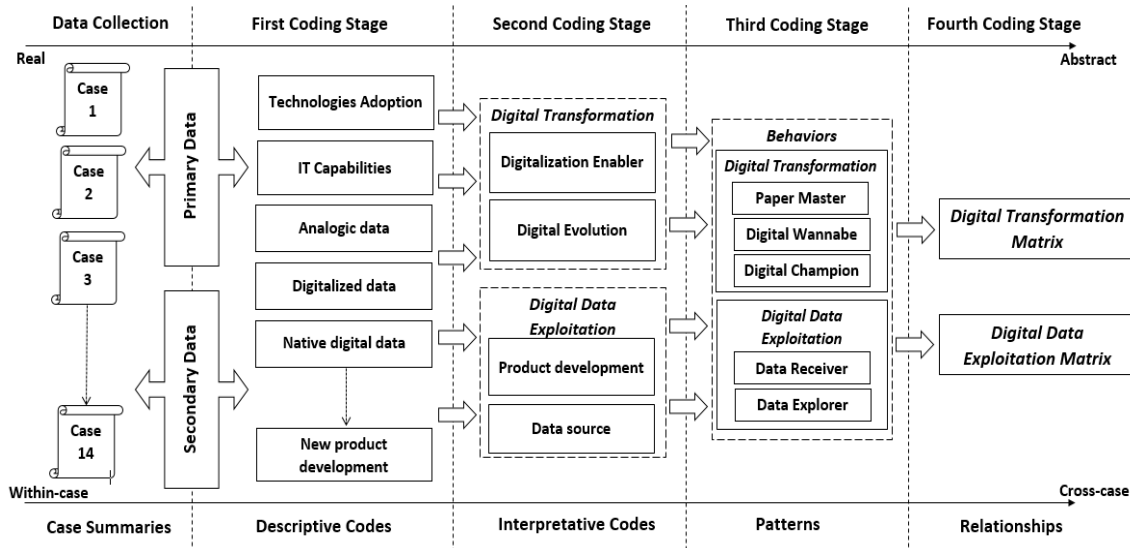 Data Collection
First Coding Stage
Second Coding Stage
Third Coding Stage
Fourth Coding Stage
Real
Abstract
Case
1
Case
2
Case
3
Case
14
Primary Data
Secondary Data
Technologies Adoption
IT Capabilities
Analogic data
Digitalized data
Native digital data
New product
development
Digital Transformation
Digitalization Enabler
Digital Evolution
Digital Data
Exploitation
Product development
Data source
Behaviors
Digital Transformation
Paper Master
Digital Wannabe
Digital Champion
Digital Data
Exploitation
Data Receiver
Data Explorer
Digital Transformation
Matrix
Digital Data
Exploitation Matrix
Within-case
Cross-case
Case Summaries
Descriptive Codes
Interpretative Codes
Patterns
Relationships